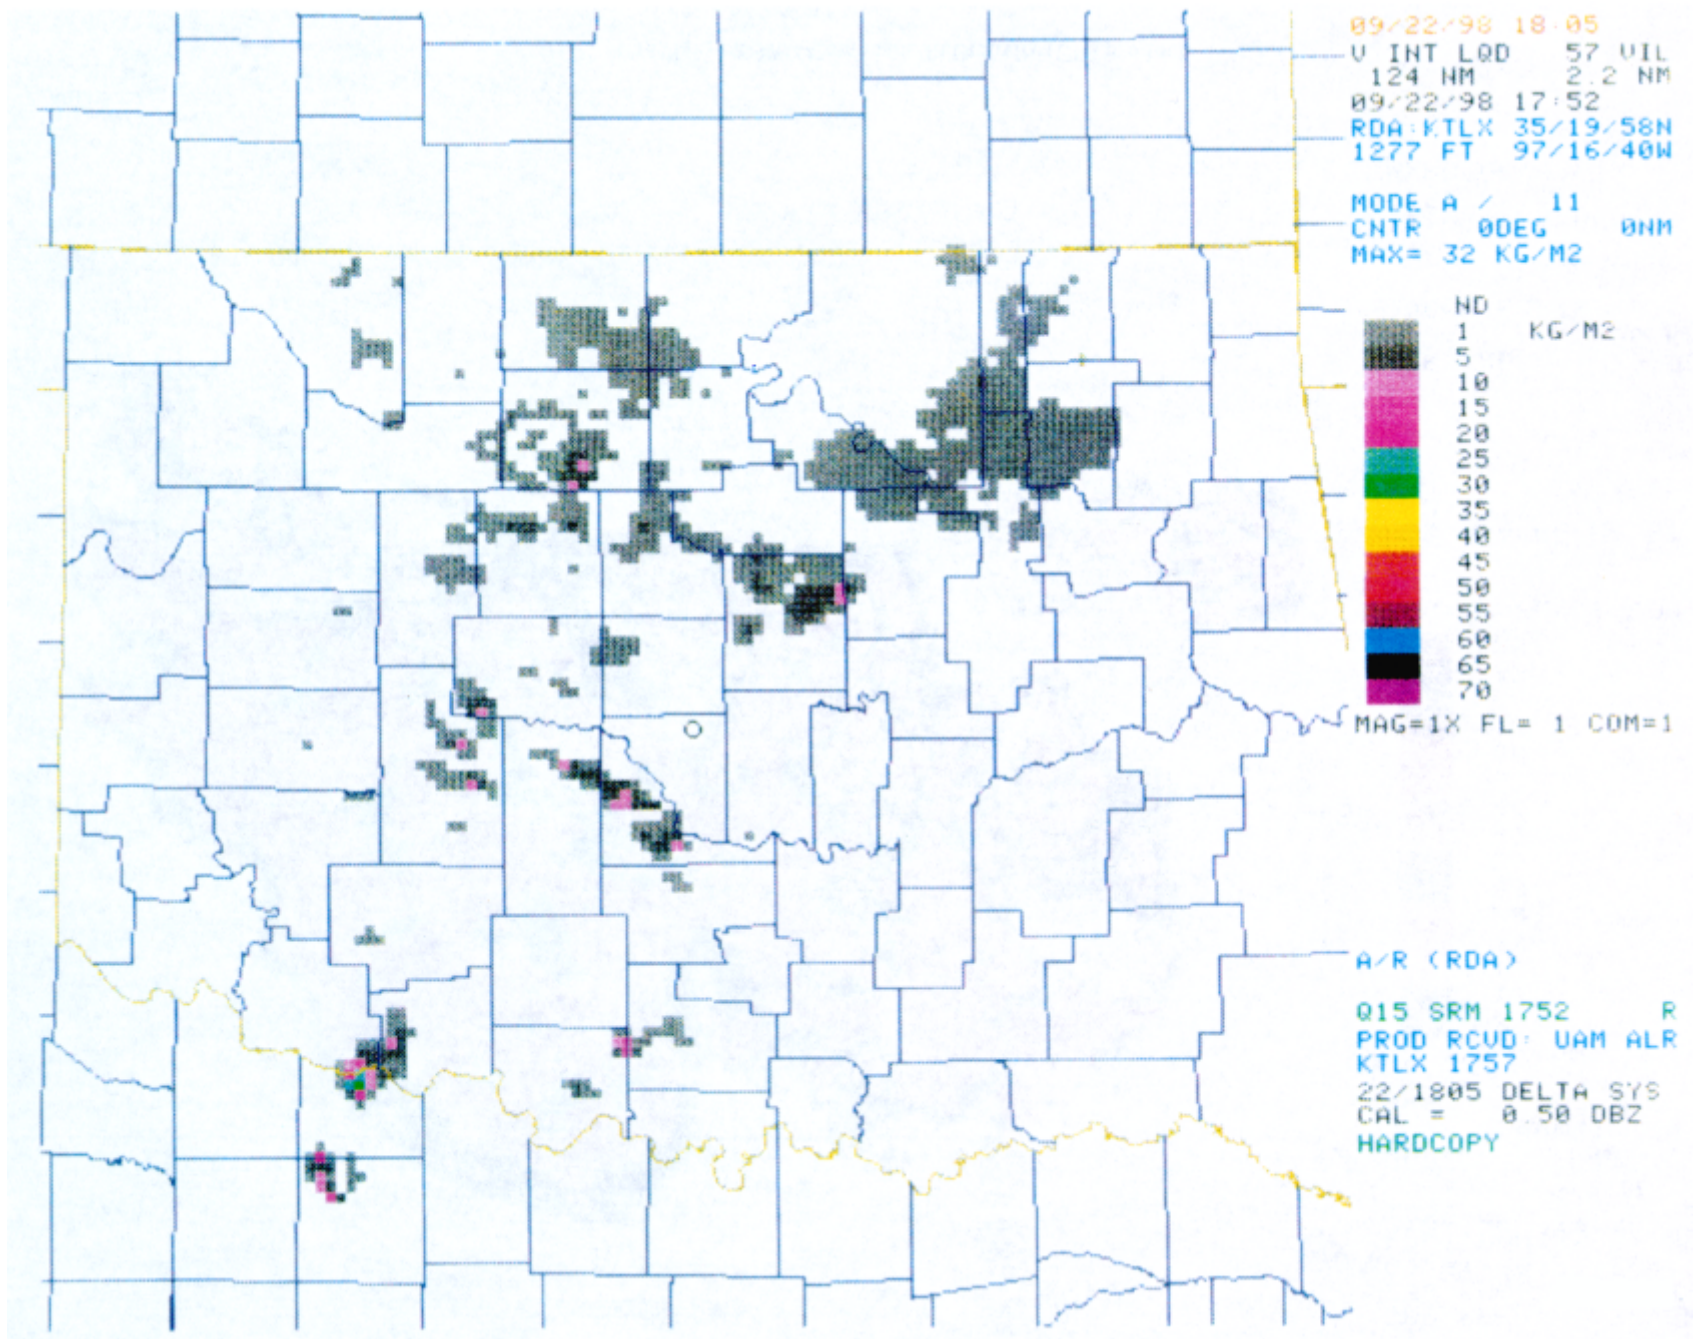 09/22/98 18:05
V INT LQD 57 VIL
124 NM 2.2 NM
09/22/98 17:52
RDA:KTLX 35/19/58N
1277 FT 97/16/40W
MODE A / 11
CNTR 0DEG 0NM
MAX= 32 KG/M2
ND
1 KG/M2
5
10
15
20
25
30
35
40
45
50
55
60
65
70
MAG=1X FL= 1 COM=1
A/R (RDA)
Q15 SRM 1752 R
PROD RCVD: UAM ALR
KTLX 1757
22/1805 DELTA SYS
CAL = 0.50 DBZ
HARDCOPY